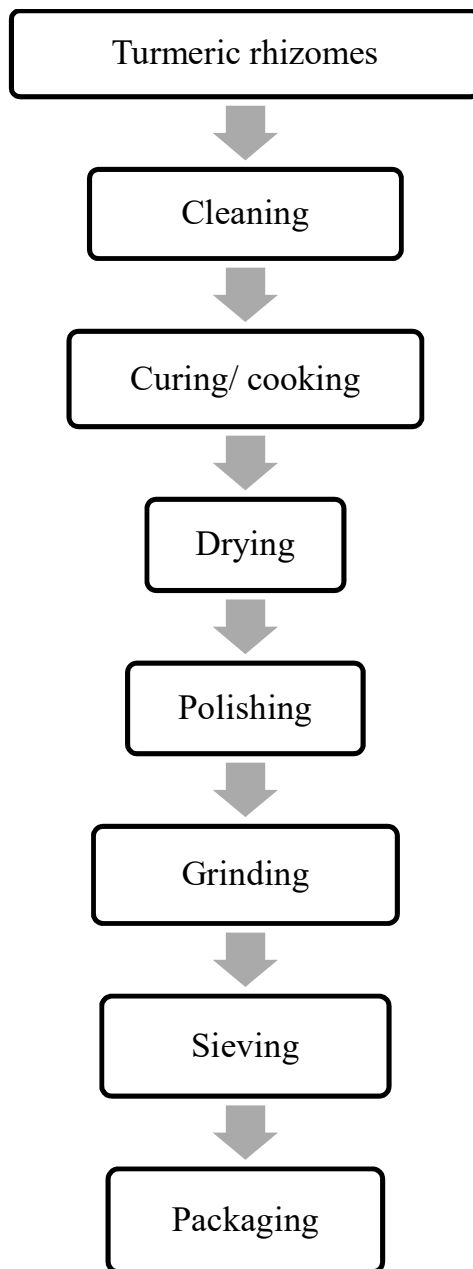 Turmeric rhizomes
Cleaning
Curing/ cooking
Drying
Polishing
Grinding
Sieving
Packaging